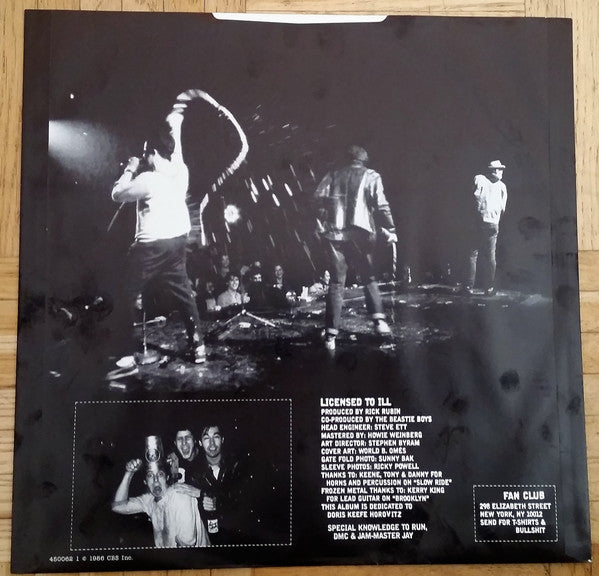 LICENSED TO ILL
PRODUCED BY RICK RUBIN
CO-PRODUCED BY THE BEASTIE BOYS
HEAD ENGINEER: STEVE ETT
MASTERED BY: HOWIE WEINBERG
ART DIRECTOR: STEPHEN BYRAM
COVER ART: WORLD B. OMES
GATE FOLD PHOTO: SUNNY BAK
SLEEVE PHOTOS: RICKY POWELL
THANKS TO: KEENE, TONY & DANNY FOR
HORNS AND PERCUSSION ON "SLOW RIDE"
FROZEN METAL THANKS TO: KERRY KING
FOR LEAD GUITAR ON "BROOKLYN"
THIS ALBUM IS DEDICATED TO
DORIS KEEFE HOROVITZ
SPECIAL KNOWLEDGE TO RUN,
DMC & JAM-MASTER JAY
FAN CLUB
298 ELIZABETH STREET
NEW YORK, NY 10012
SEND FOR T-SHIRTS &
BULLSHIT
450062 1 © 1986 CBS Inc.